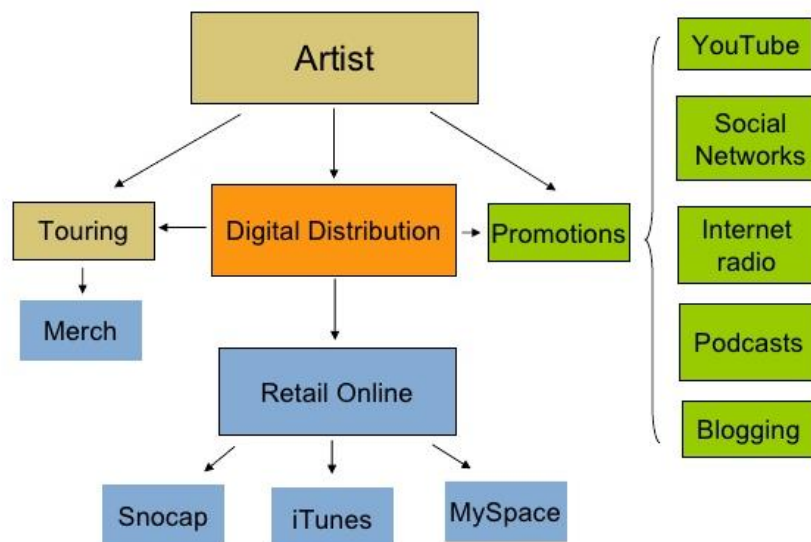 Artist
YouTube
Social
Networks
Touring
Digital Distribution
Promotions
Internet
radio
Merch
Podcasts
Retail Online
Blogging
Snocap
iTunes
MySpace